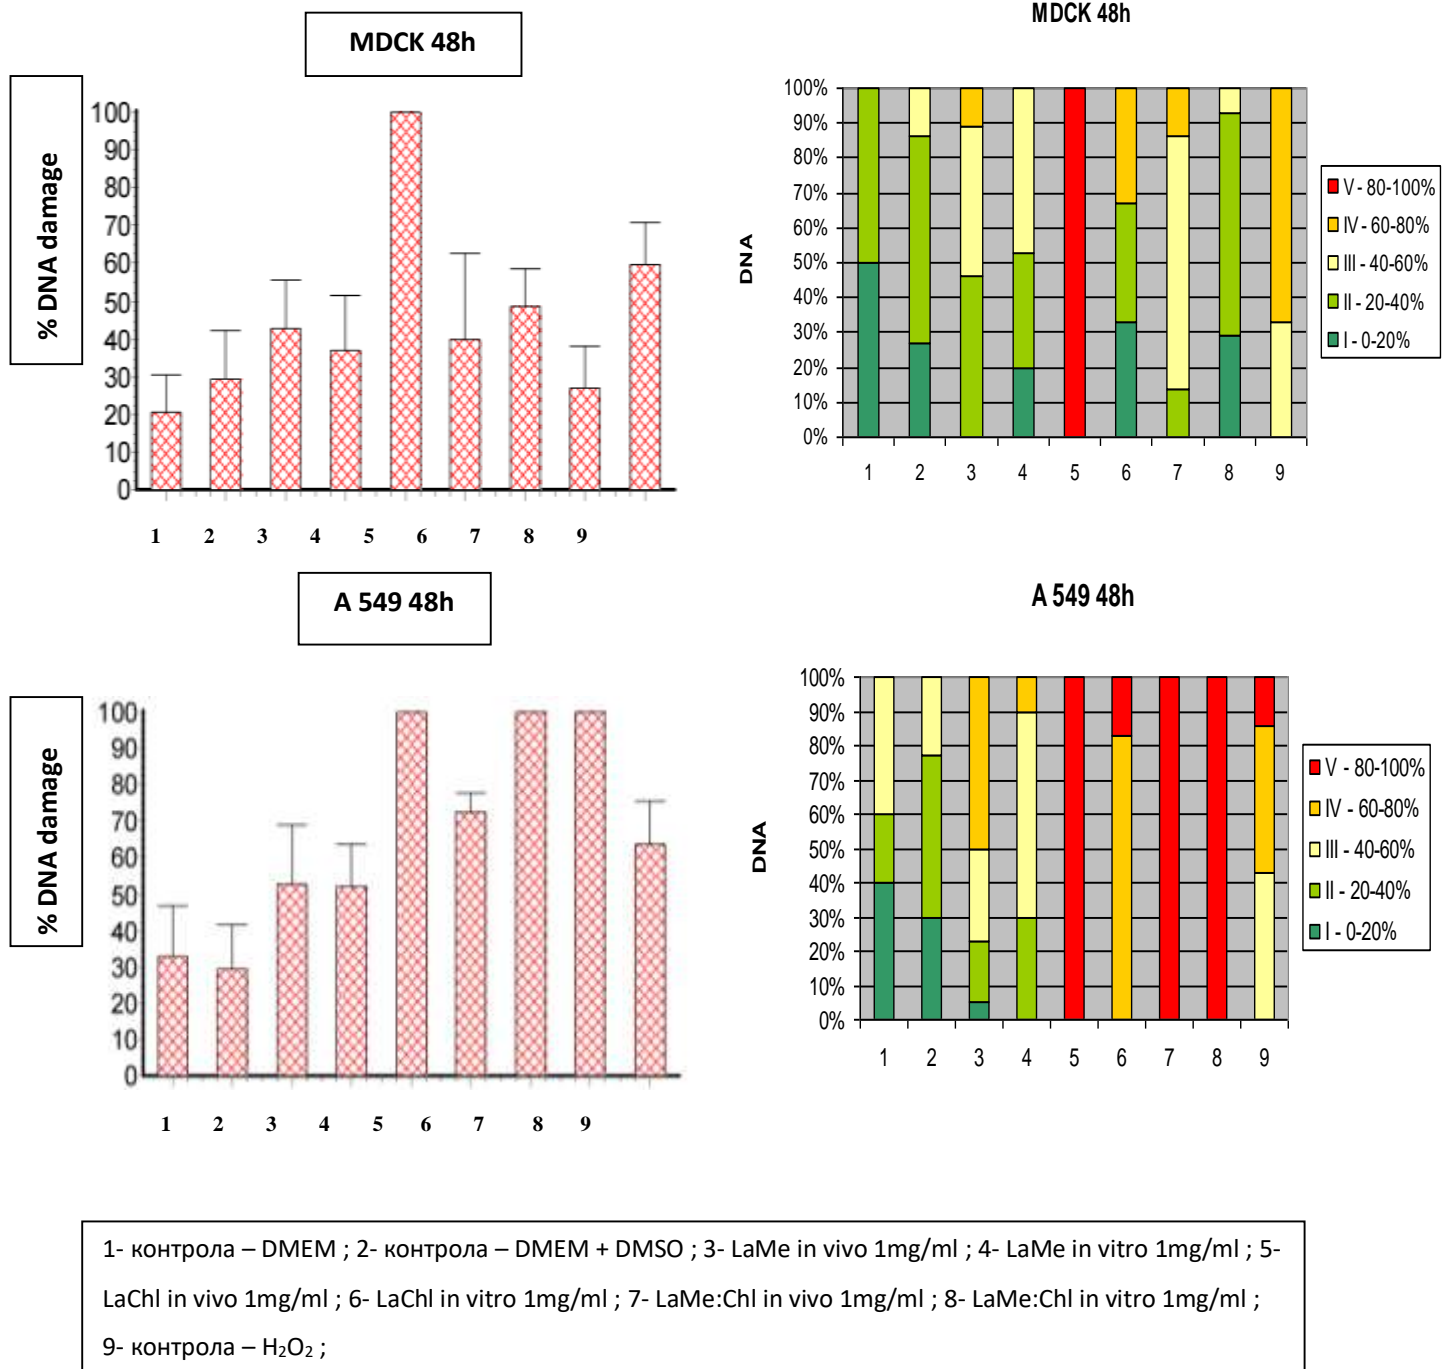 MDCK 48h
% DNA damage
100
90
80
70
60
50
40
30
20
10
0
1 2 3 4 5 6 7 8 9
MDCK 48h
DNA
100%
90%
80%
70%
60%
50%
40%
30%
20%
10%
0%
1 2 3 4 5 6 7 8 9
V - 80-100%
IV - 60-80%
III - 40-60%
II - 20-40%
I - 0-20%
A 549 48h
% DNA damage
100
90
80
70
60
50
40
30
20
10
0
1 2 3 4 5 6 7 8 9
A 549 48h
DNA
100%
90%
80%
70%
60%
50%
40%
30%
20%
10%
0%
1 2 3 4 5 6 7 8 9
V - 80-100%
IV - 60-80%
III - 40-60%
II - 20-40%
I - 0-20%
1- контрола – DMEM ; 2- контрола – DMEM + DMSO ; 3- LaMe in vivo 1mg/ml ; 4- LaMe in vitro 1mg/ml ; 5-
LaChl in vivo 1mg/ml ; 6- LaChl in vitro 1mg/ml ; 7- LaMe:Chl in vivo 1mg/ml ; 8- LaMe:Chl in vitro 1mg/ml ;
9- контрола – H₂O₂ ;